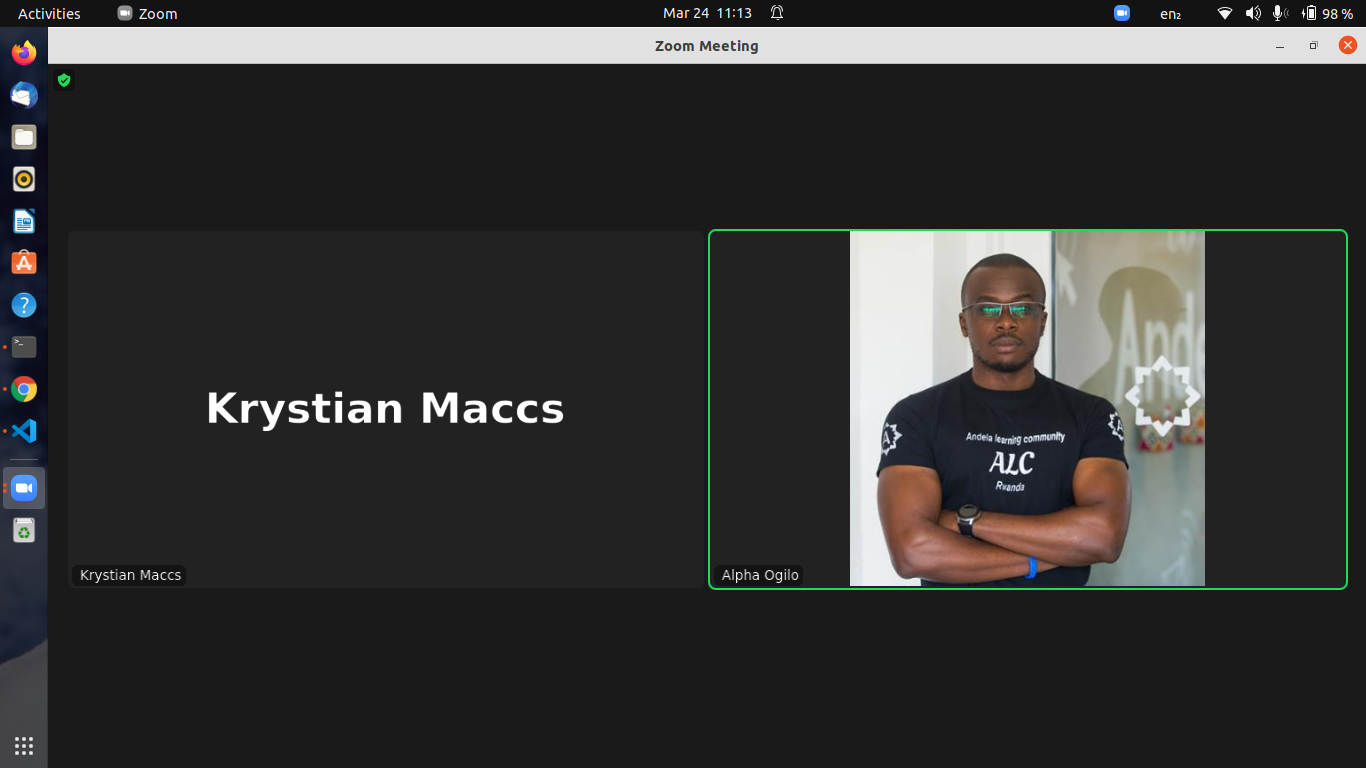 Activities
Zoom
Mar 24 11:13
en₂
98 %
Zoom Meeting
Krystian Maccs
Krystian Maccs
Andela learning community
ALC
Rwanda
A
A
Ande
Alpha Ogilo